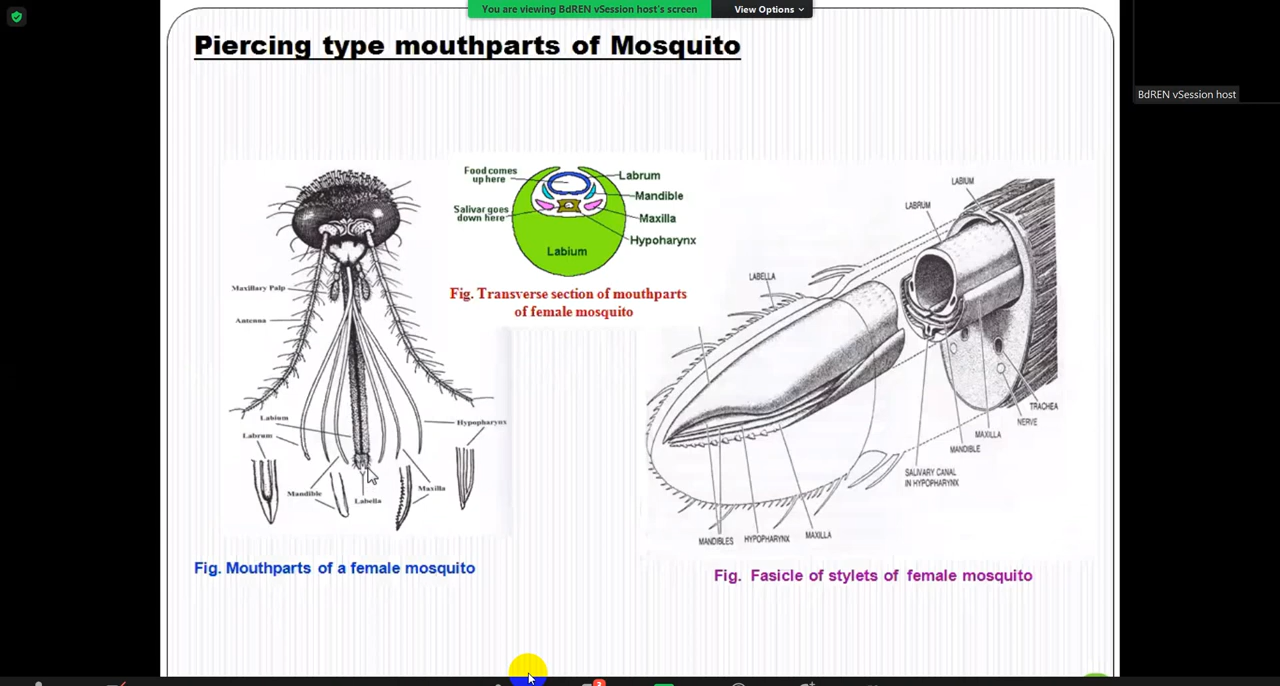 You are viewing BdREN vSession host's screen
View Options
BdREN vSession host
Piercing type mouthparts of Mosquito
Food comes
up here
Salivar goes
down here
Labrum
Mandible
Maxilla
Hypoharynx
Labium
Fig. Transverse section of mouthparts
of female mosquito
Maxillary Palp
Antenna
Labium
Labrum
Mandible
Labella
Maxilla
Hypopharynx
Fig. Mouthparts of a female mosquito
LABIUM
LABRUM
LABELLA
TRACHEA
NERVE
MAXILLA
MANDIBLE
SALIVARY CANAL
IN HYPOPHARYNX
MANDIBLES
HYPOPHARYNX
MAXILLA
Fig. Fasicle of stylets of female mosquito
3